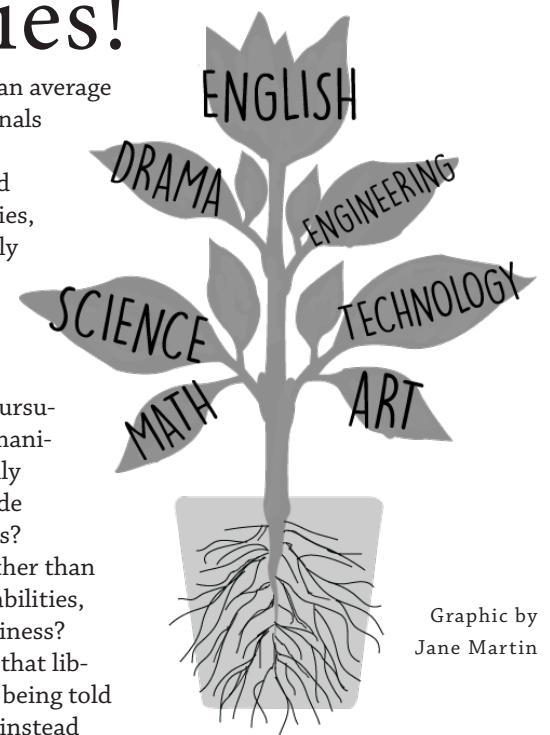 ies!
an average
nals
d
ies,
ly
ursu-
mani-
ly
de
s?
ther than
abilities,
iness?
that lib-
being told
instead
ENGLISH
DRAMA
ENGINEERING
SCIENCE
TECHNOLOGY
MATH
ART
Graphic by
Jane Martin